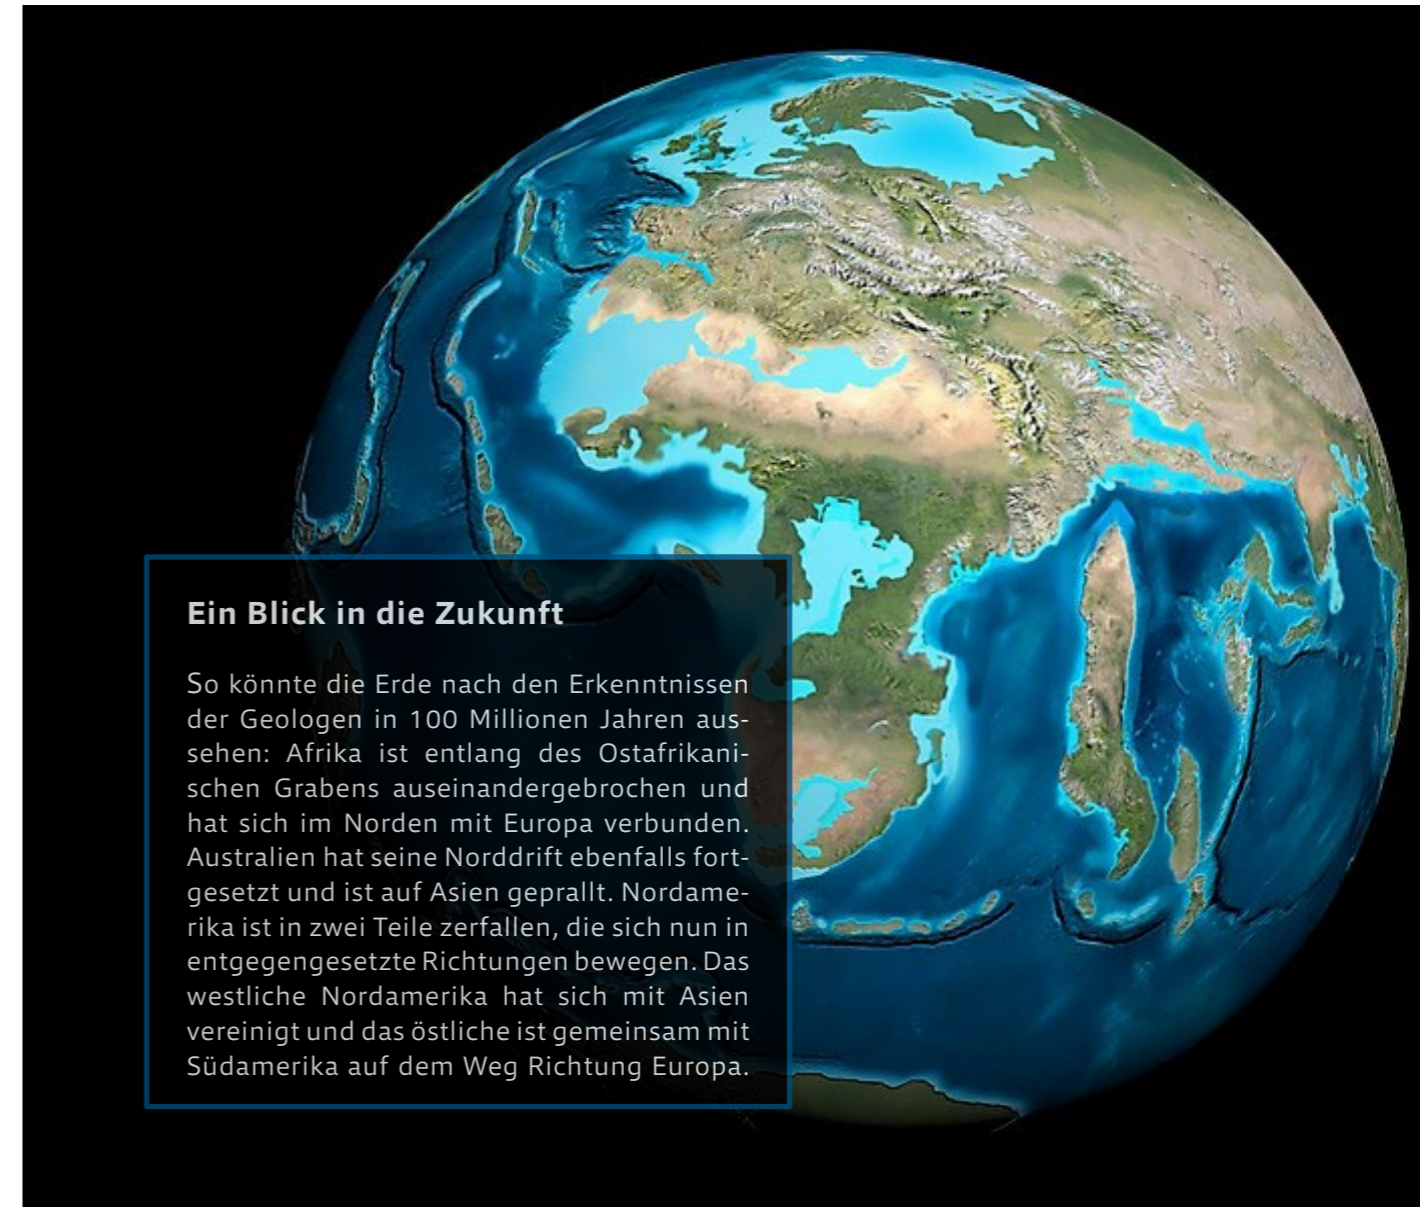 Ein Blick in die Zukunft
So könnte die Erde nach den Erkenntnissen
der Geologen in 100 Millionen Jahren aus-
sehen: Afrika ist entlang des Ostafrikani-
schen Grabens auseinandergebrochen und
hat sich im Norden mit Europa verbunden.
Australien hat seine Norddrift ebenfalls fort-
gesetzt und ist auf Asien geprallt. Nordame-
rika ist in zwei Teile zerfallen, die sich nun in
entgegengesetzte Richtungen bewegen. Das
westliche Nordamerika hat sich mit Asien
vereinigt und das östliche ist gemeinsam mit
Südamerika auf dem Weg Richtung Europa.